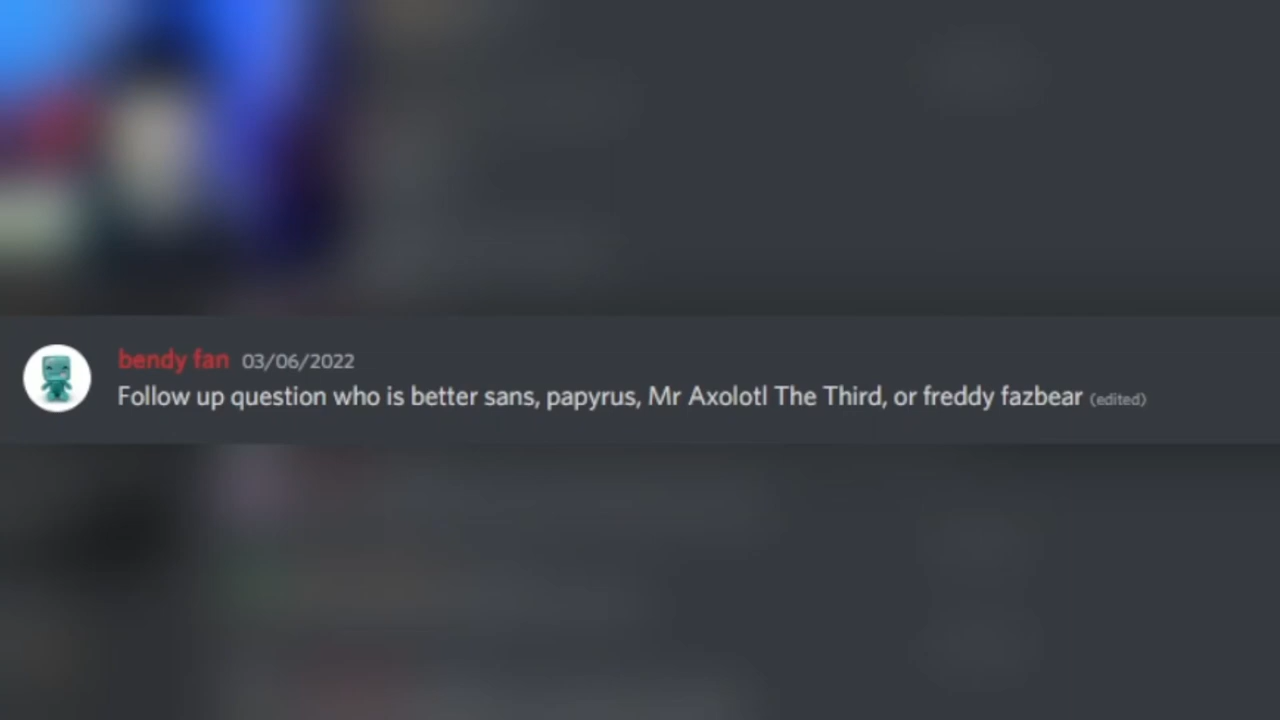 bendy fan 03/06/2022
Follow up question who is better sans, papyrus, Mr Axolotl The Third, or freddy fazbear (edited)